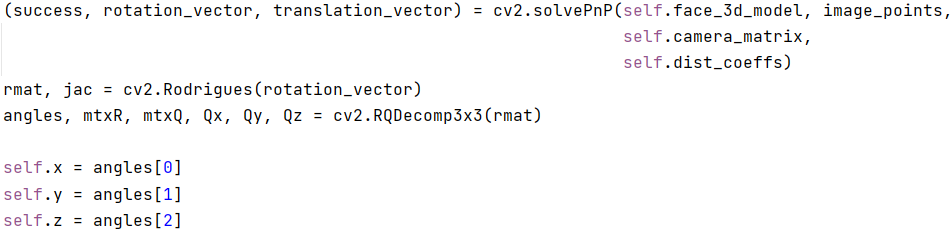 (success, rotation_vector, translation_vector) = cv2.solvePnP(self.face_3d_model, image_points,
self.camera_matrix,
self.dist_coeffs)
rmat, jac = cv2.Rodrigues(rotation_vector)
angles, mtxR, mtxQ, Qx, Qy, Qz = cv2.RQDecomp3x3(rmat)
self.x = angles[0]
self.y = angles[1]
self.z = angles[2]